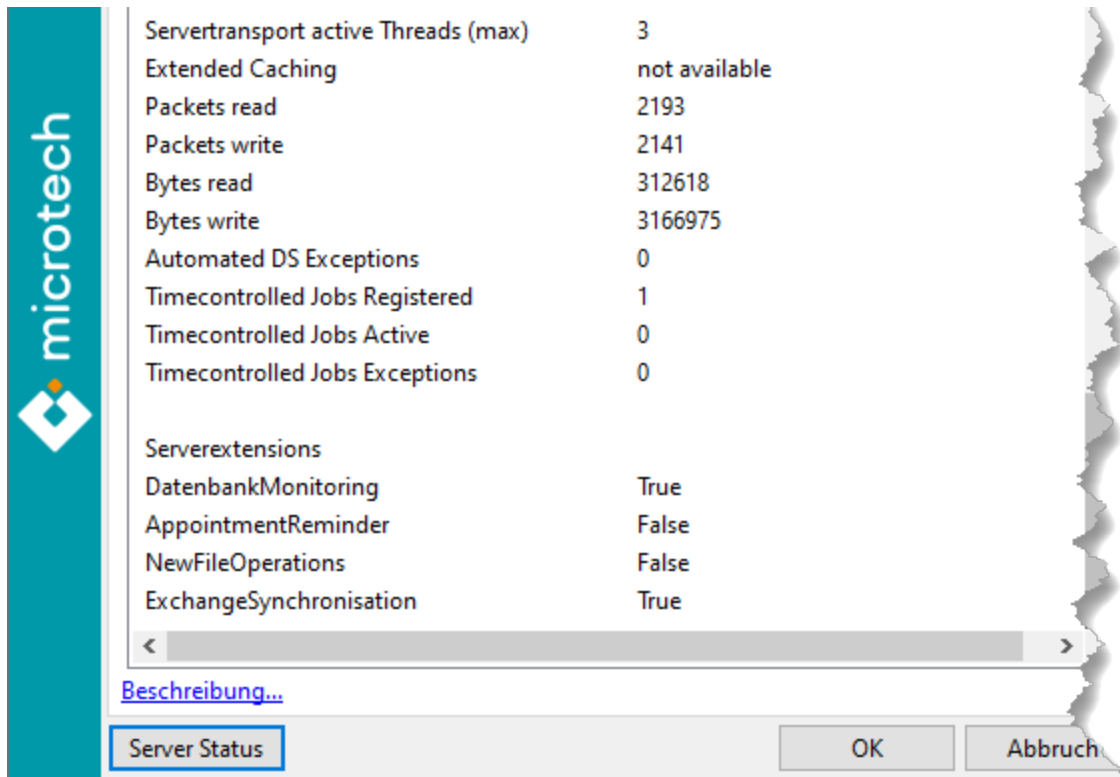 microtech
Servertransport active Threads (max) 3
Extended Caching not available
Packets read 2193
Packets write 2141
Bytes read 312618
Bytes write 3166975
Automated DS Exceptions 0
Timecontrolled Jobs Registered 1
Timecontrolled Jobs Active 0
Timecontrolled Jobs Exceptions 0
Serverextensions
DatenbankMonitoring True
AppointmentReminder False
NewFileOperations False
ExchangeSynchronisation True
Beschreibung...
Server Status OK Abbruch